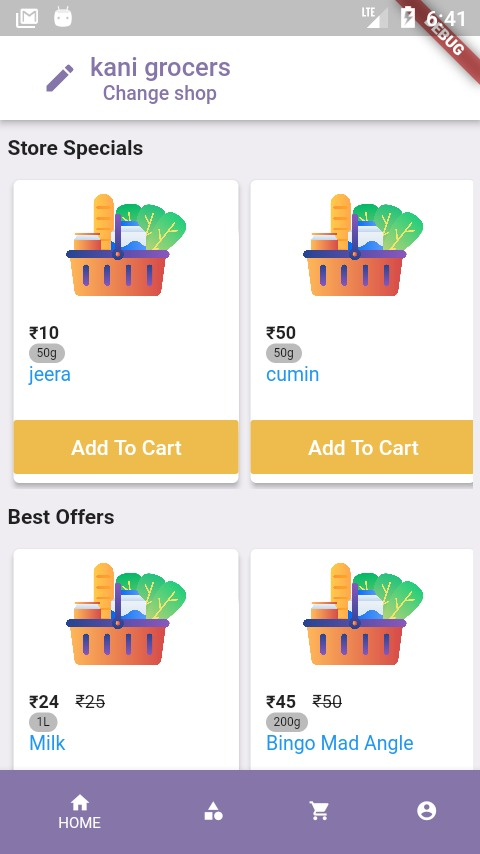 LTE 6:41
DEBUG
kani grocers
Change shop
Store Specials
₹10 ₹50
50g 50g
jeera cumin
Add To Cart Add To Cart
Best Offers
₹24 ₹25 ₹45 ₹50
1L 200g
Milk Bingo Mad Angle
HOME